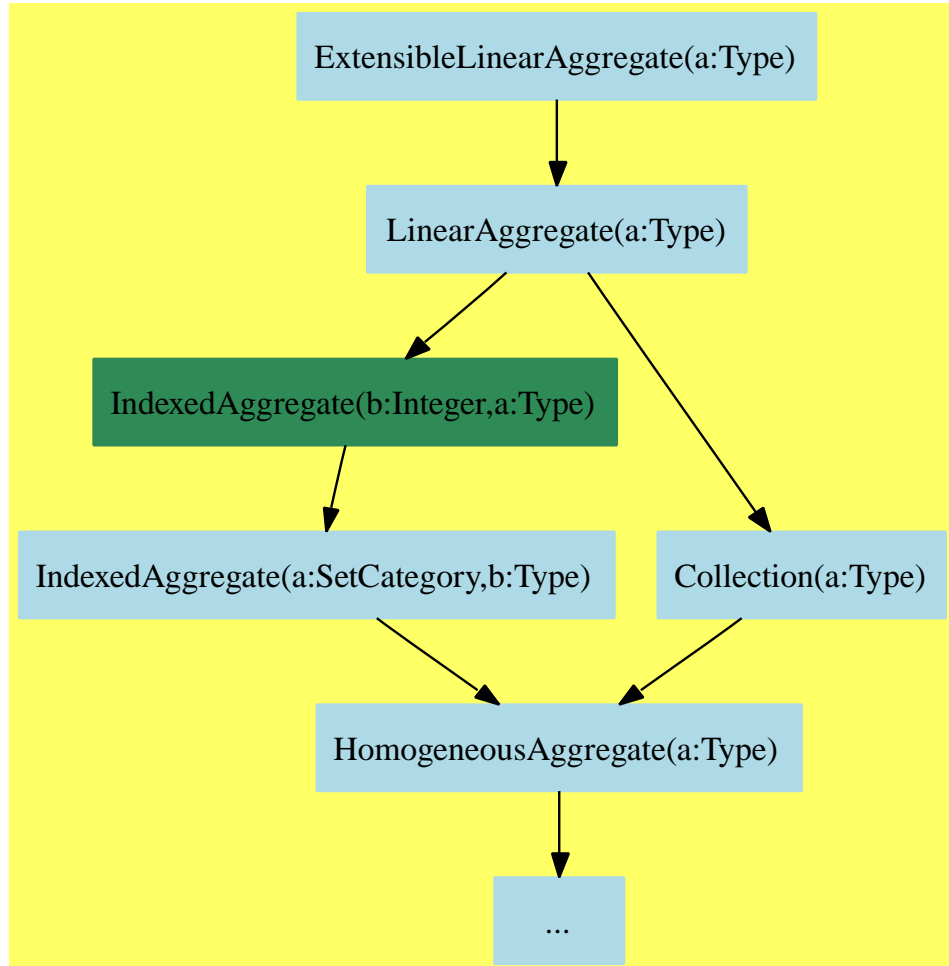 ExtensibleLinearAggregate(a:Type)
LinearAggregate(a:Type)
IndexedAggregate(b:Integer,a:Type)
IndexedAggregate(a:SetCategory,b:Type)
Collection(a:Type)
HomogeneousAggregate(a:Type)
...